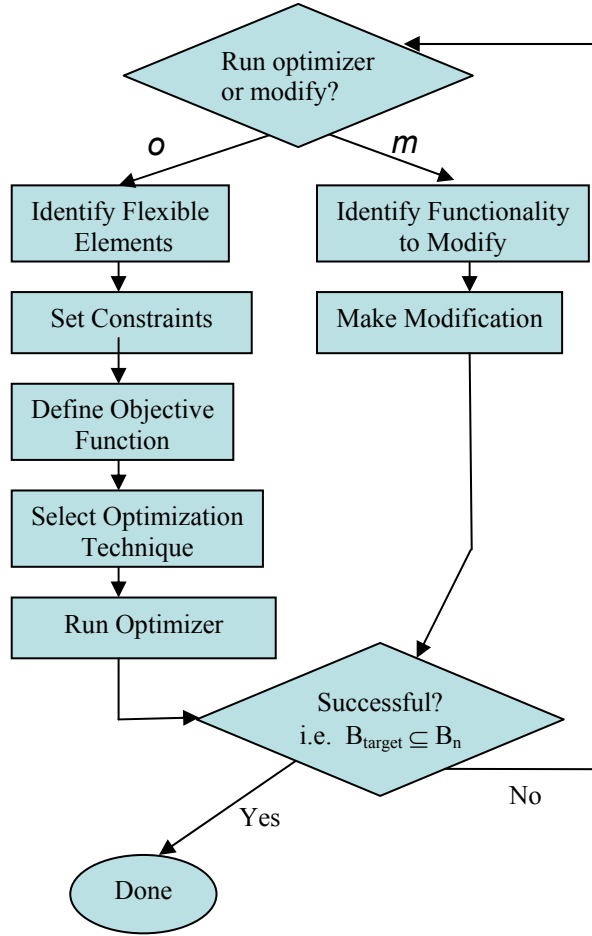 Run optimizer
or modify?
o
m
Identify Flexible
Elements
Identify Functionality
to Modify
Set Constraints
Make Modification
Define Objective
Function
Select Optimization
Technique
Run Optimizer
Successful?
i.e. B_target ⊆ B_n
No
Yes
Done